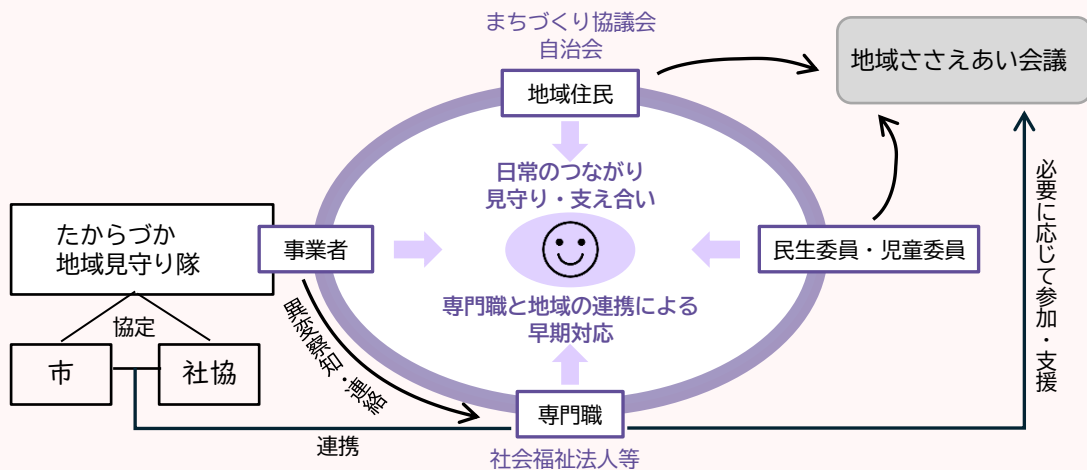 まちづくり協議会
自治会
地域住民
地域ささえあい会議
日常のつながり
見守り・支え合い
たからづか
地域見守り隊
事業者
民生委員・児童委員
専門職と地域の連携による
早期対応
協定
市
社協
異変察知・連絡
必要に応じて参加・支援
専門職
連携
社会福祉法人等